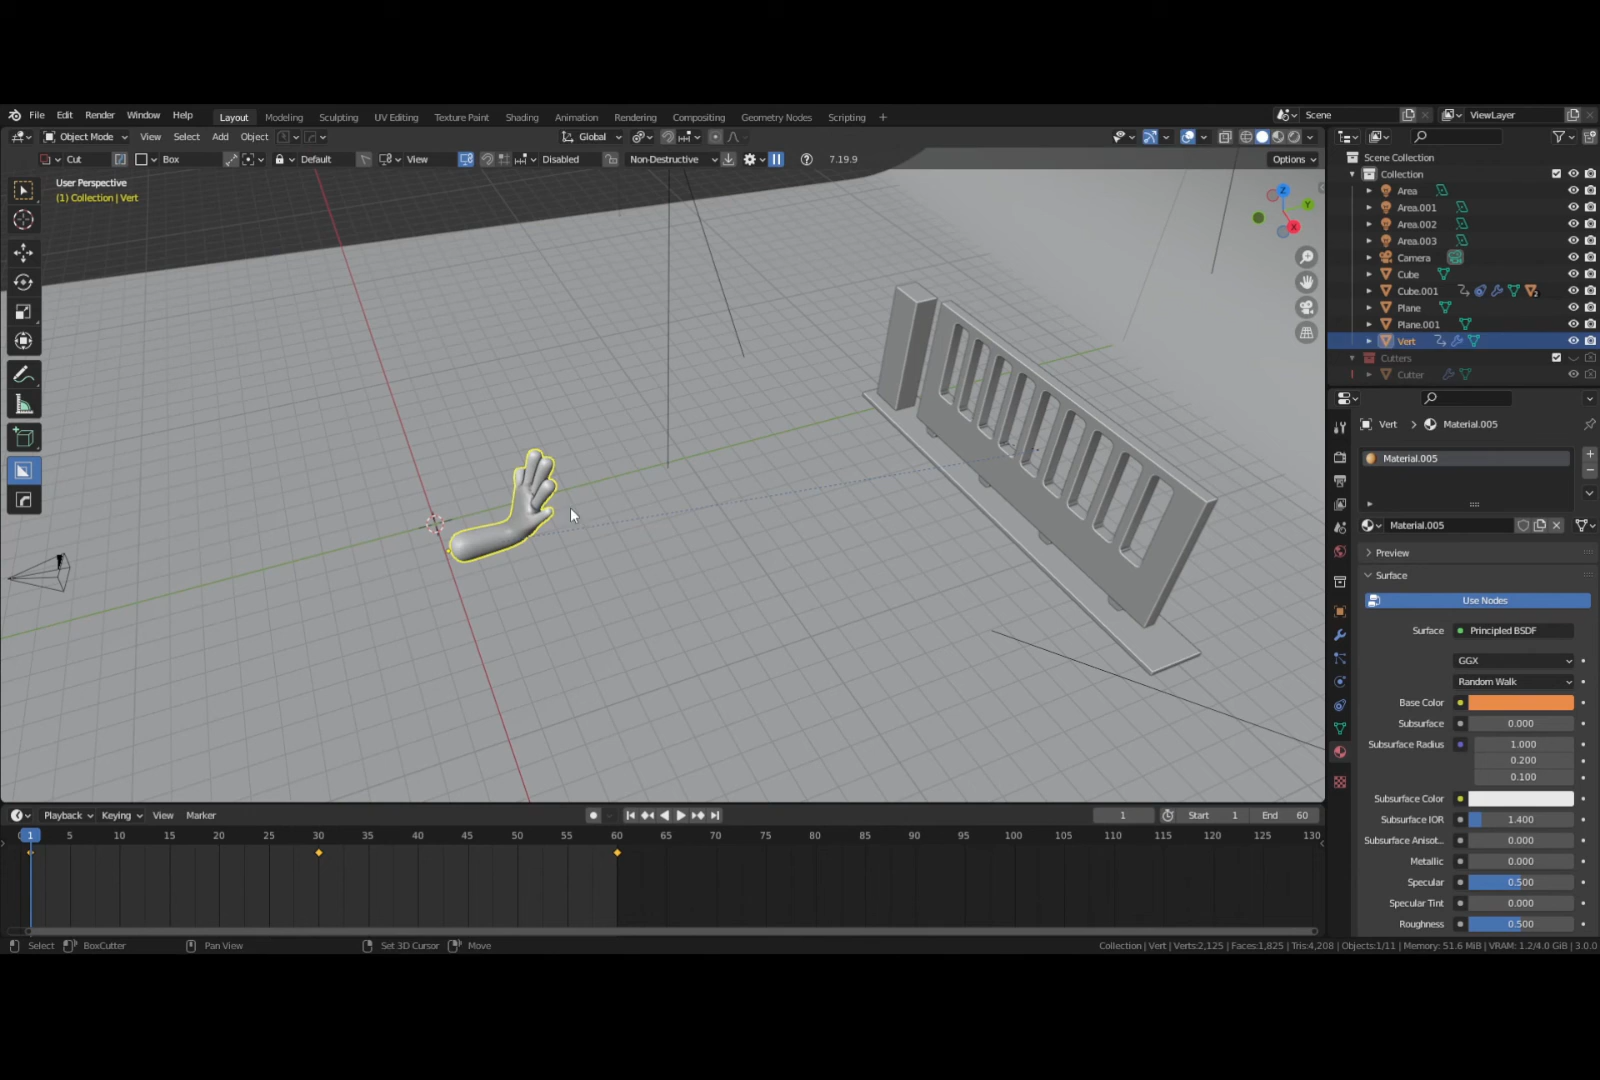 File Edit Render Window Help Layout Modeling Sculpting UV Editing Texture Paint Shading Animation Rendering Compositing Geometry Nodes Scripting + Scene ViewLayer
Object Mode View Select Add Object Global
Cut Box Default View Disabled Non-Destructive 7.19.9 Options
User Perspective
(1) Collection | Vert
Z
Y
X
Scene Collection
Collection
Area
Area.001
Area.002
Area.003
Camera
Cube
Cube.001 2
Plane
Plane.001
Vert
Cutters
Cutter
Vert > Material.005
Material.005
Material.005
Preview
Surface
Use Nodes
Surface Principled BSDF
GGX
Random Walk
Base Color
Subsurface 0.000
Subsurface Radius 1.000
0.200
0.100
Subsurface Color
Subsurface IOR 1.400
Subsurface Anisot... 0.000
Metallic 0.000
Specular 0.500
Specular Tint 0.000
Roughness 0.500
Playback Keying View Marker 1 Start 1 End 60
1 5 10 15 20 25 30 35 40 45 50 55 60 65 70 75 80 85 90 95 100 105 110 115 120 125 130
Select BoxCutter Pan View Set 3D Cursor Move Collection | Vert | Verts:2,125 | Faces:1,825 | Tris:4,208 | Objects:1/11 | Memory: 51.6 MiB | VRAM: 1.2/4.0 GiB | 3.0.0